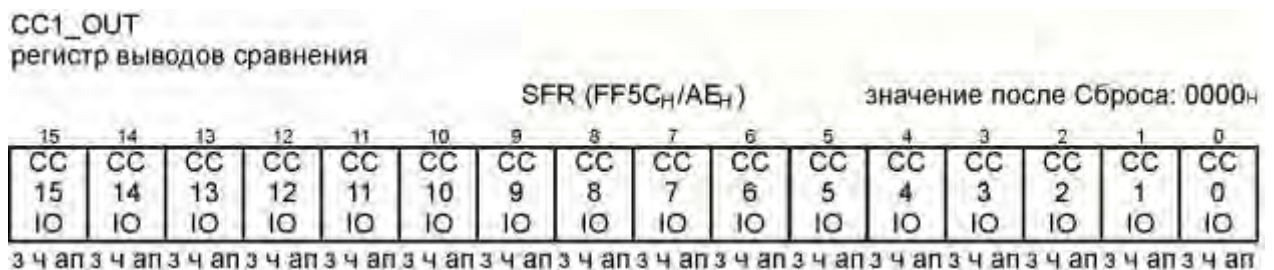 CC1_OUT
регистр выводов сравнения
SFR (FF5CH/AEH) значение после Сброса: 0000H
15 14 13 12 11 10 9 8 7 6 5 4 3 2 1 0
CC CC CC CC CC CC CC CC CC CC CC CC CC CC CC CC
15 14 13 12 11 10 9 8 7 6 5 4 3 2 1 0
IO IO IO IO IO IO IO IO IO IO IO IO IO IO IO IO
з ч ап з ч ап з ч ап з ч ап з ч ап з ч ап з ч ап з ч ап з ч ап з ч ап з ч ап з ч ап з ч ап з ч ап з ч ап з ч ап